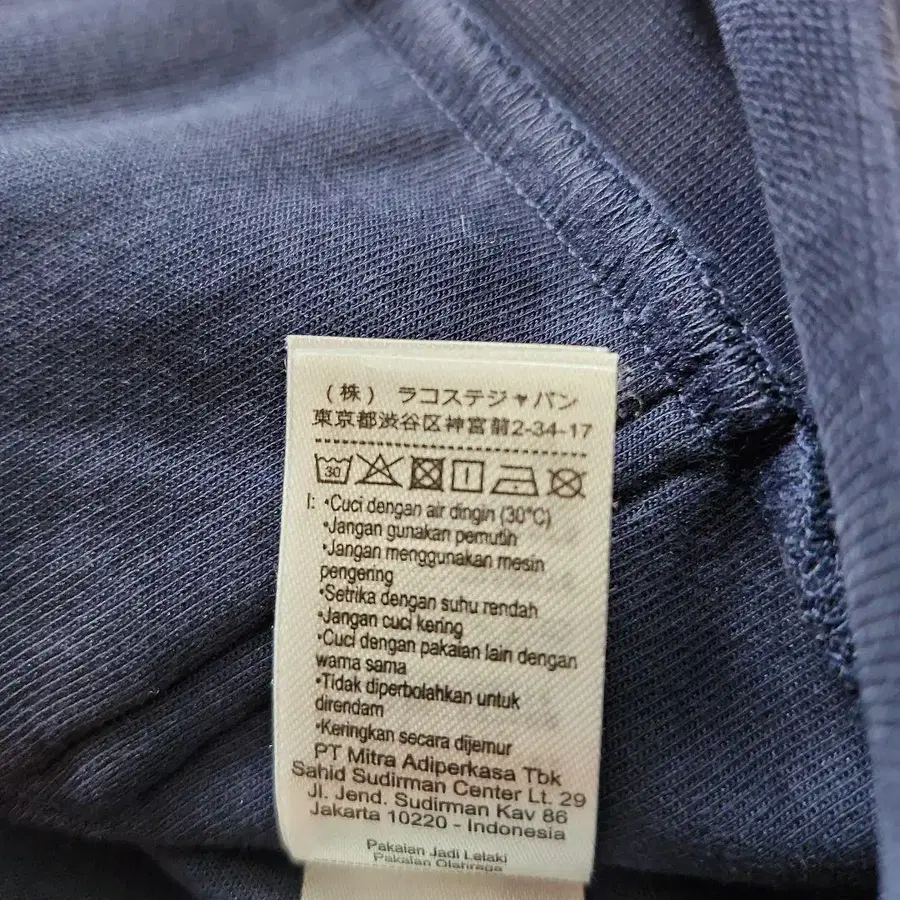 (株) ラコステジャパン
東京都渋谷区神宮前2-34-17
30
I: •Cuci dengan air dingin (30°C)
•Jangan gunakan pemutih
•Jangan menggunakan mesin
pengering
•Setrika dengan suhu rendah
•Jangan cuci kering
•Cuci dengan pakaian lain dengan
warna sama
•Tidak diperbolahkan untuk
direndam
•Keringkan secara dijemur
PT Mitra Adiperkasa Tbk
Sahid Sudirman Center Lt. 29
Jl. Jend. Sudirman Kav 86
Jakarta 10220 - Indonesia
Pakaian Jadi Lelaki
Pakaian Olahraga